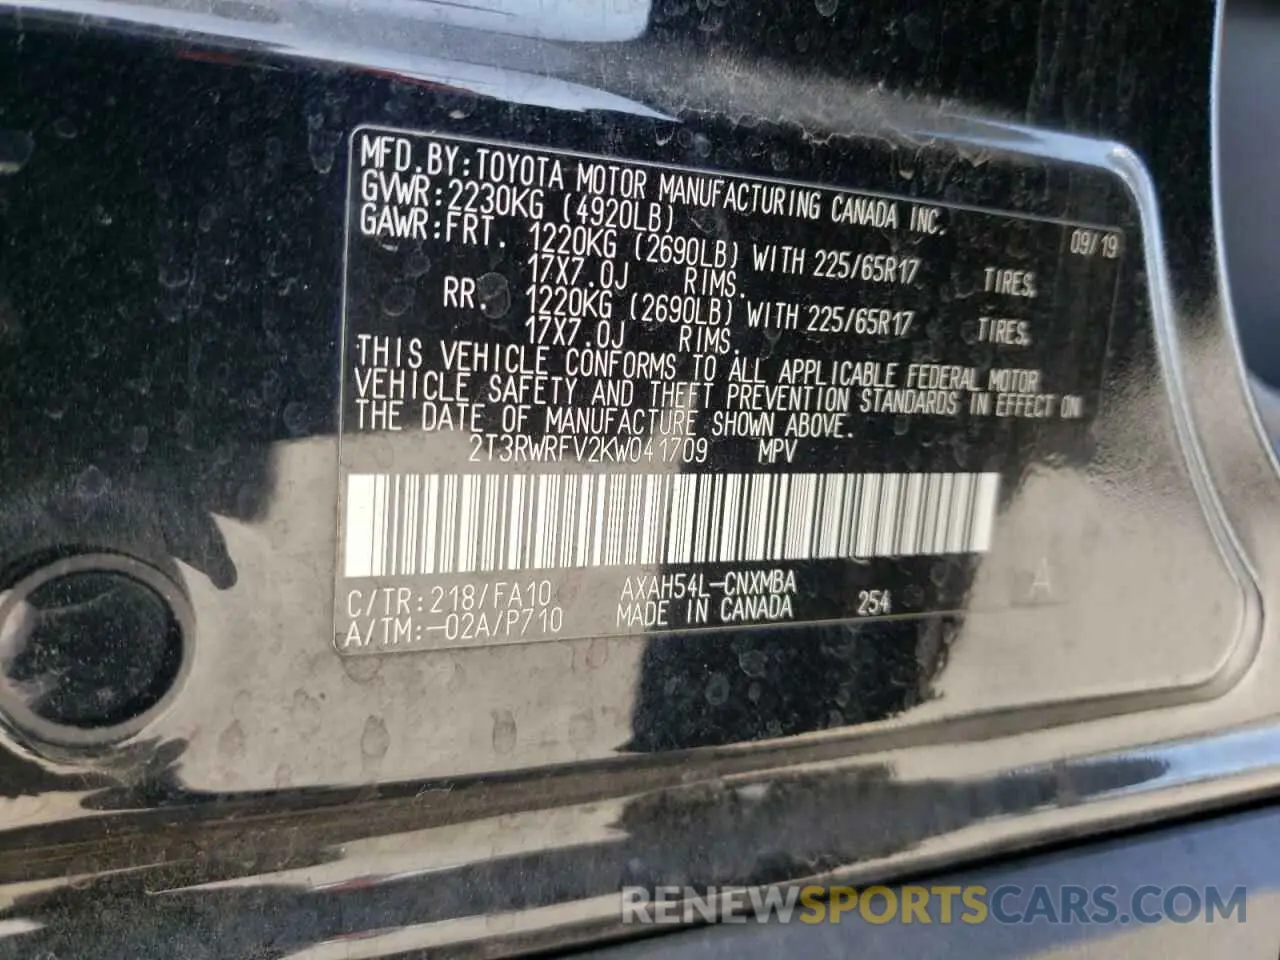 MFD.BY:TOYOTA MOTOR MANUFACTURING CANADA INC.
GVWR:2230KG (4920LB) 09/19
GAWR:FRT. 1220KG (2690LB) WITH 225/65R17 TIRES,
17X7.0J RIMS.
RR. 1220KG (2690LB) WITH 225/65R17 TIRES,
17X7.0J RIMS.
THIS VEHICLE CONFORMS TO ALL APPLICABLE FEDERAL MOTOR
VEHICLE SAFETY AND THEFT PREVENTION STANDARDS IN EFFECT ON
THE DATE OF MANUFACTURE SHOWN ABOVE.
2T3RWRFV2KW041709 MPV
C/TR:218/FA10 AXAH54L-CNXMBA A
A/TM:-02A/P710 MADE IN CANADA 254
RENEWSPORTSCARS.COM